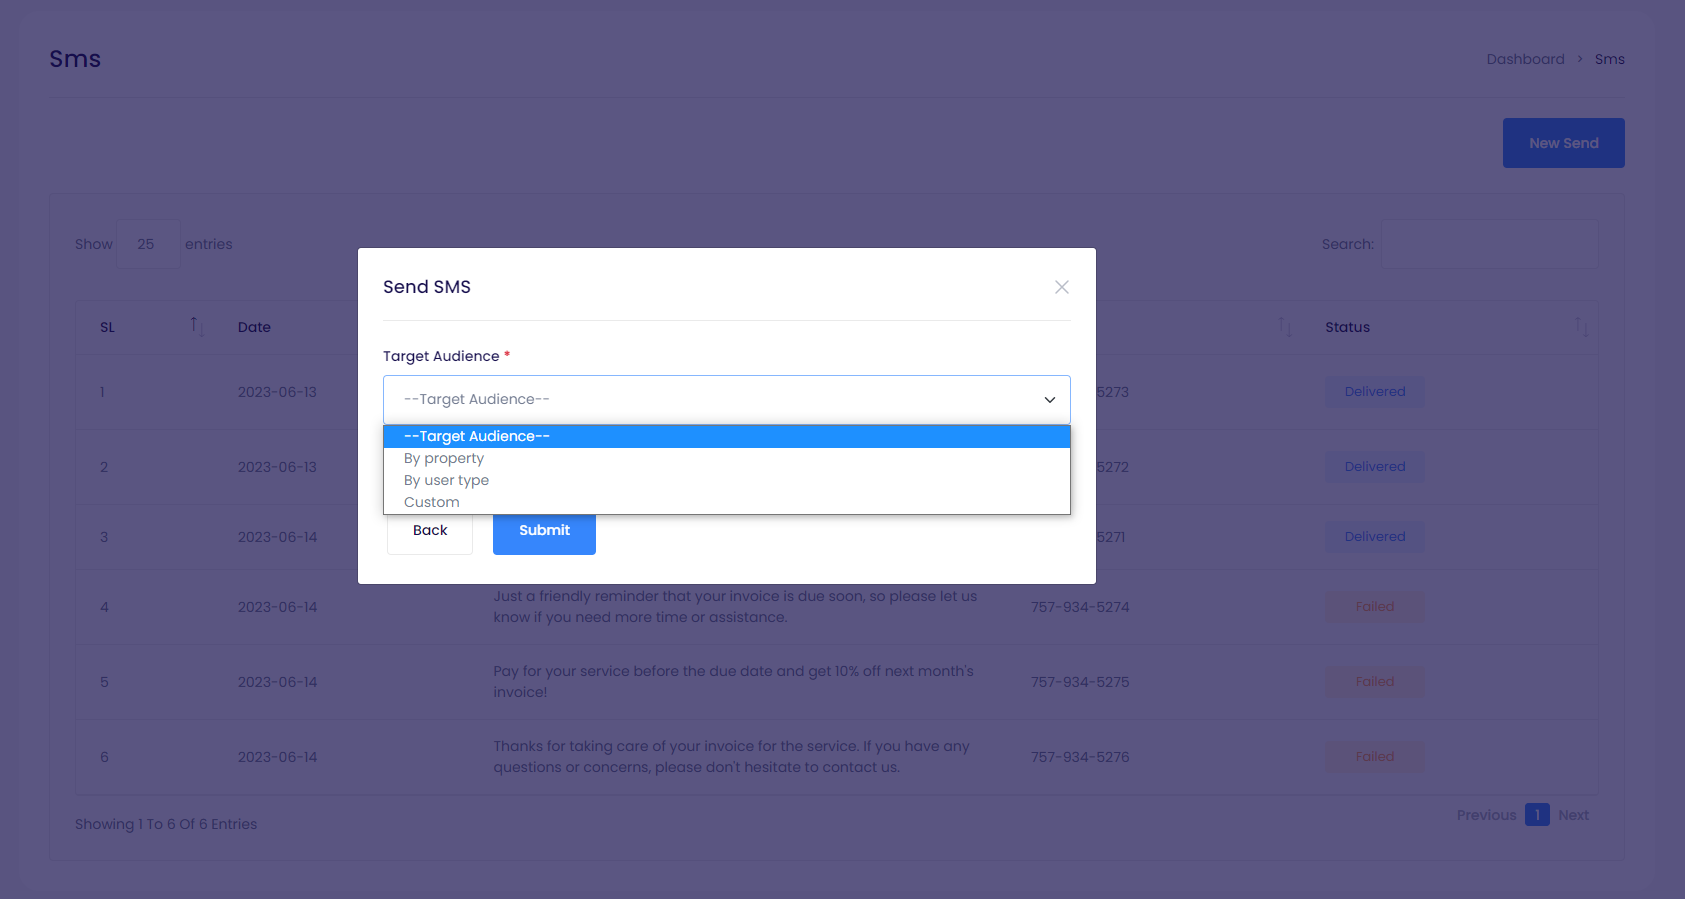 Sms
Dashboard > Sms
New Send
Show 25 entries
Search:
Send SMS
SL
Date
Status
Target Audience *
1
2023-06-13
5273
Delivered
--Target Audience--
--Target Audience--
By property
2
2023-06-13
5272
Delivered
By user type
Custom
3
2023-06-14
5271
Delivered
Back
Submit
4
2023-06-14
Just a friendly reminder that your invoice is due soon, so please let us
know if you need more time or assistance.
757-934-5274
Failed
5
2023-06-14
Pay for your service before the due date and get 10% off next month's
invoice!
757-934-5275
Failed
6
2023-06-14
Thanks for taking care of your invoice for the service. If you have any
questions or concerns, please don't hesitate to contact us.
757-934-5276
Failed
Showing 1 To 6 Of 6 Entries
Previous 1 Next